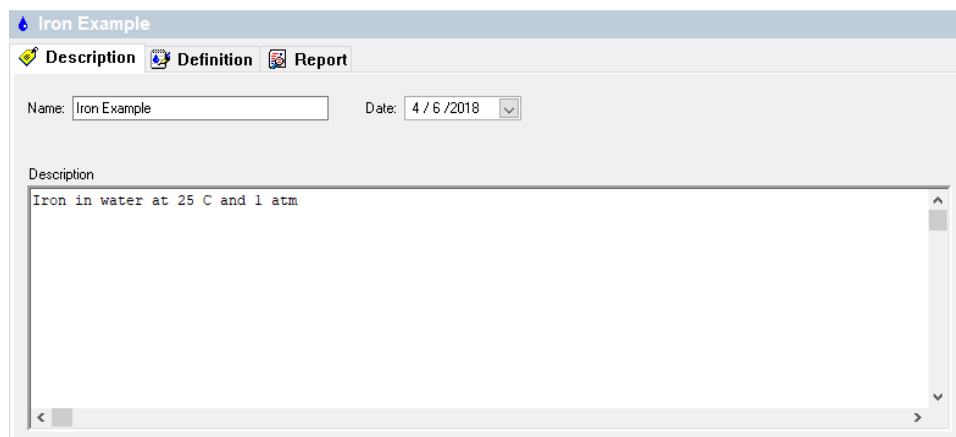 Iron Example
Description Definition Report
Name: Iron Example Date: 4 / 6 /2018
Description
Iron in water at 25 C and 1 atm